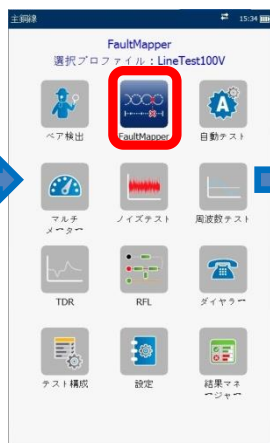 主銅線 15:34
FaultMapper
選択プロファイル：LineTest100V
ペア検出 FaultMapper 自動テスト
マルチ
メーター
ノイズテスト 周波数テスト
TDR RFL ダイヤラー
テスト構成 設定 結果マネ
ージャー